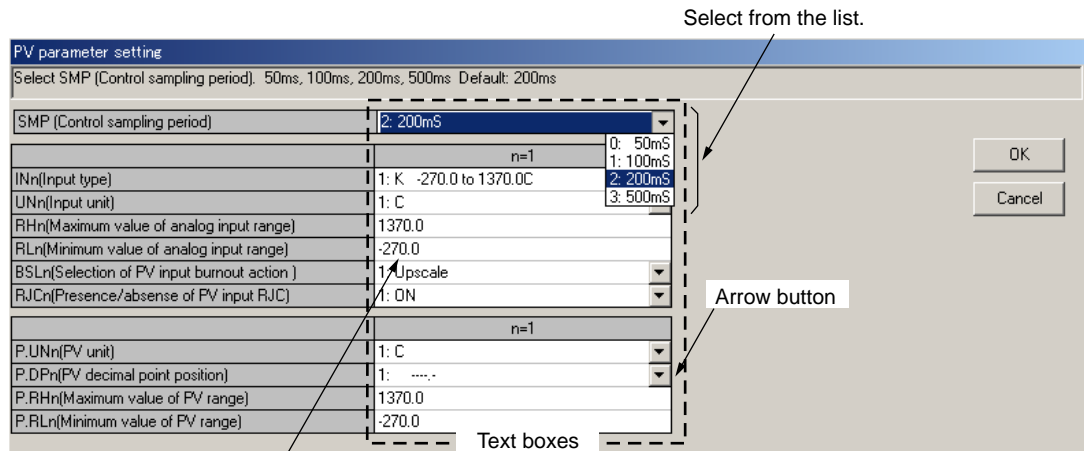 Select from the list.
PV parameter setting
Select SMP (Control sampling period). 50ms, 100ms, 200ms, 500ms Default: 200ms
SMP (Control sampling period) 2: 200mS
0: 50mS
1: 100mS
2: 200mS
3: 500mS
OK
Cancel
n=1
INn(Input type) 1: K -270.0 to 1370.0C
UNn(Input unit) 1: C
RHn(Maximum value of analog input range) 1370.0
RLn(Minimum value of analog input range) -270.0
BSLn(Selection of PV input burnout action ) 1: Upscale
RJCn(Presence/absense of PV input RJC) 1: ON
Arrow button
n=1
P.UNn(PV unit) 1: C
P.DPn(PV decimal point position) 1: ----.-
P.RHn(Maximum value of PV range) 1370.0
P.RLn(Minimum value of PV range) -270.0
Text boxes